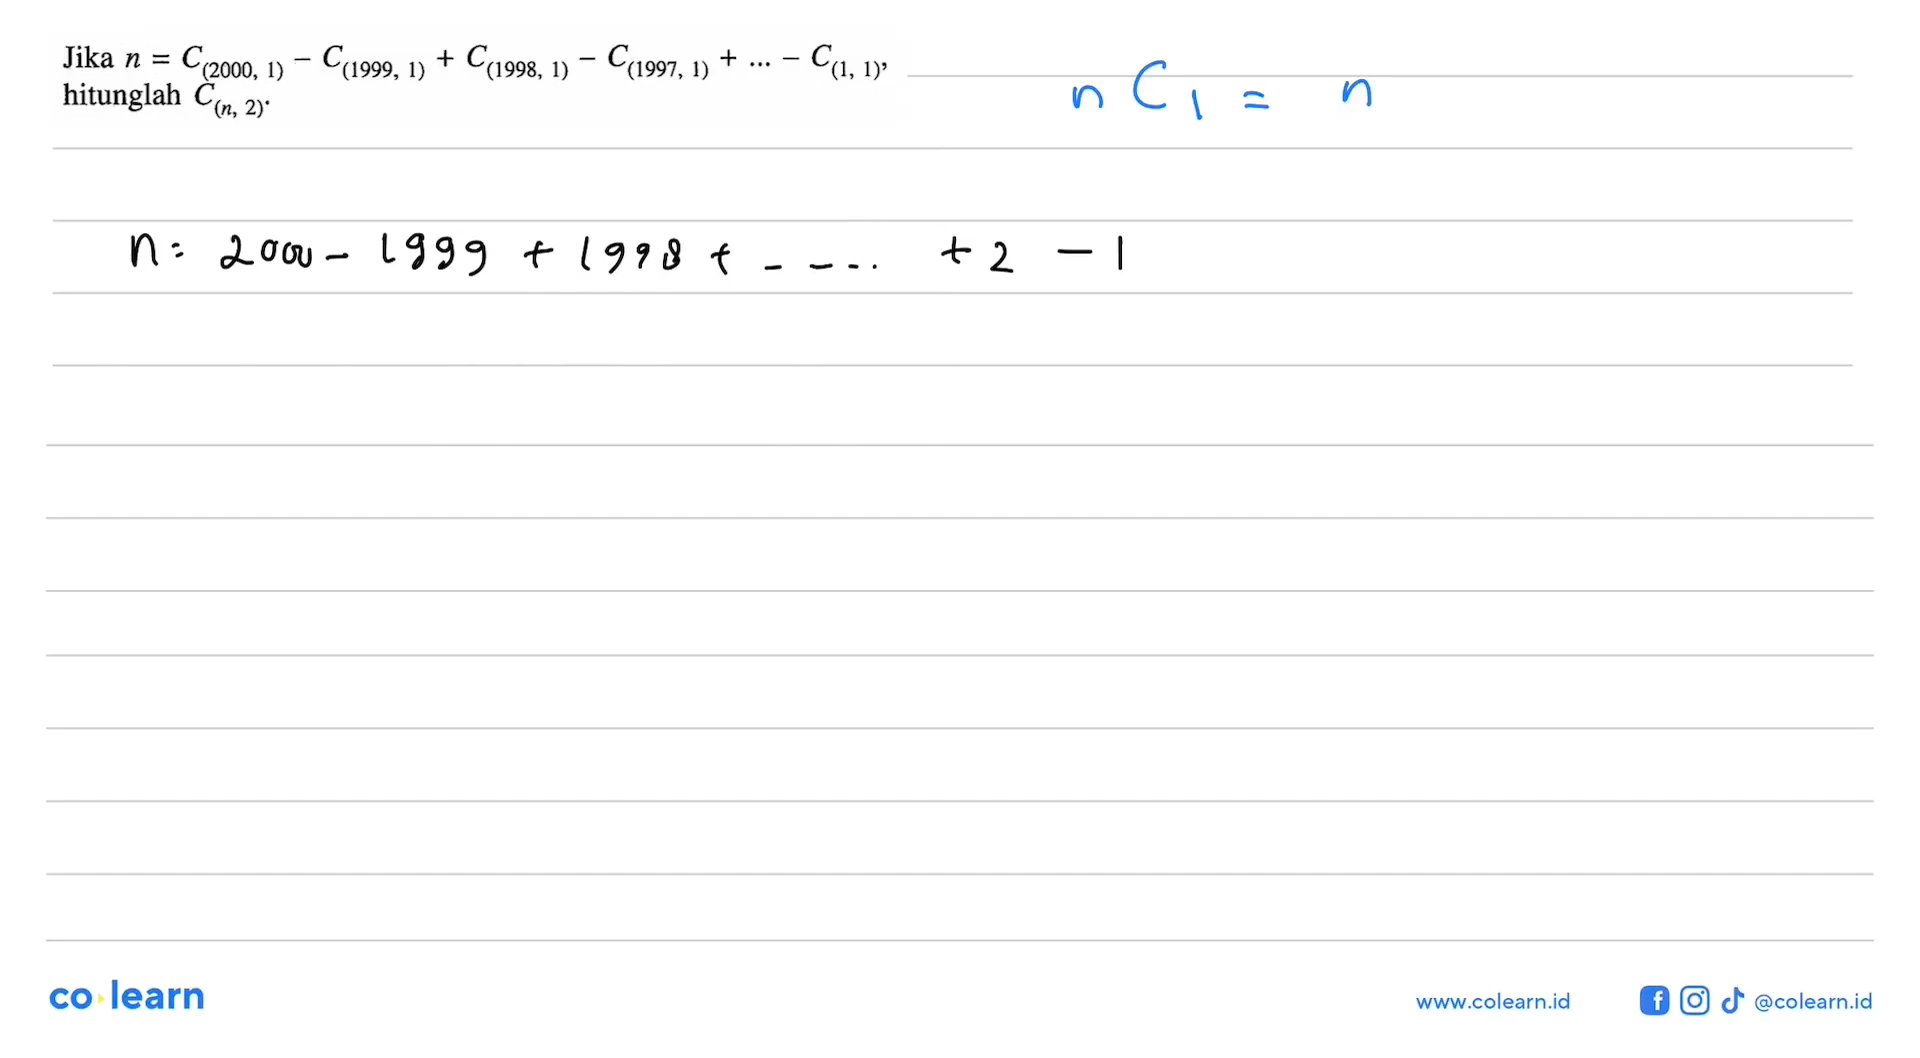 Jika n = C(2000, 1) − C(1999, 1) + C(1998, 1) − C(1997, 1) + ... − C(1, 1),
hitunglah C(n, 2).
n C 1 = n
n = 2000 - 1999 + 1998 + - - - - . + 2 - 1
co learn
www.colearn.id @colearn.id